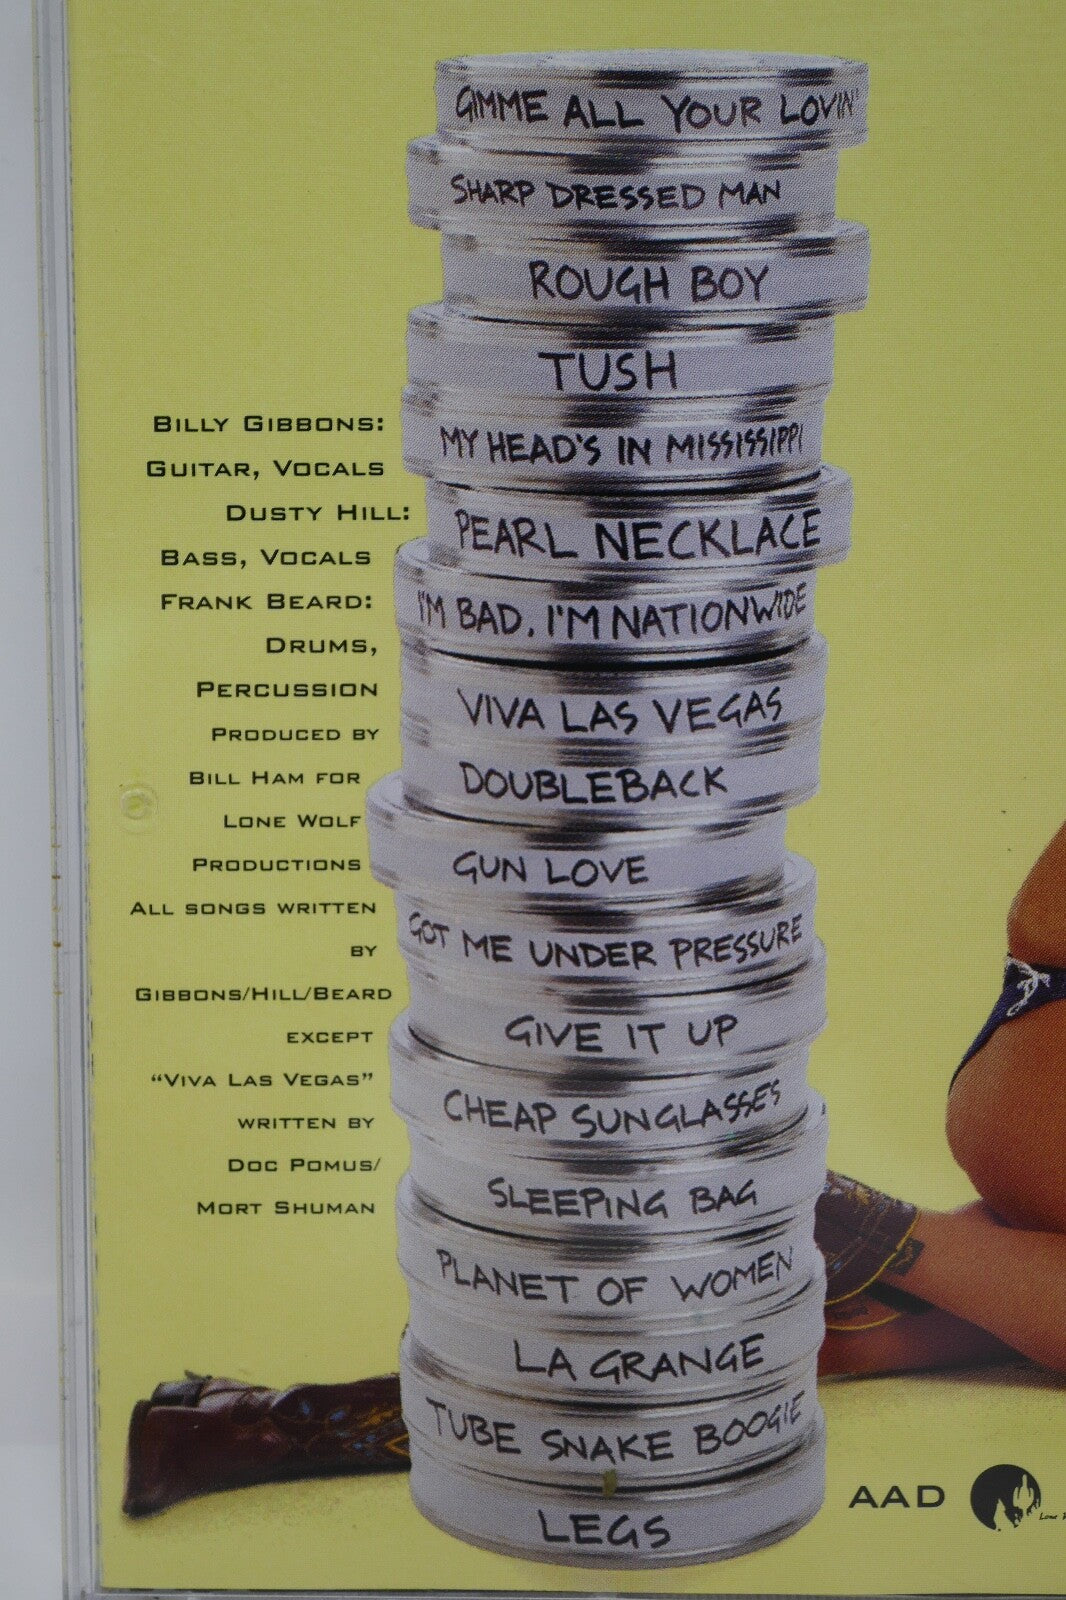 GIMME ALL YOUR LOVIN'
SHARP DRESSED MAN
ROUGH BOY
TUSH
MY HEAD'S IN MISSISSIPPI
PEARL NECKLACE
I'M BAD, I'M NATIONWIDE
VIVA LAS VEGAS
DOUBLEBACK
GUN LOVE
GOT ME UNDER PRESSURE
GIVE IT UP
CHEAP SUNGLASSES
SLEEPING BAG
PLANET OF WOMEN
LA GRANGE
TUBE SNAKE BOOGIE
LEGS
BILLY GIBBONS:
GUITAR, VOCALS
DUSTY HILL:
BASS, VOCALS
FRANK BEARD:
DRUMS,
PERCUSSION
PRODUCED BY
BILL HAM FOR
LONE WOLF
PRODUCTIONS
ALL SONGS WRITTEN
BY
GIBBONS/HILL/BEARD
EXCEPT
"VIVA LAS VEGAS"
WRITTEN BY
DOC POMUS/
MORT SHUMAN
AAD
Lone